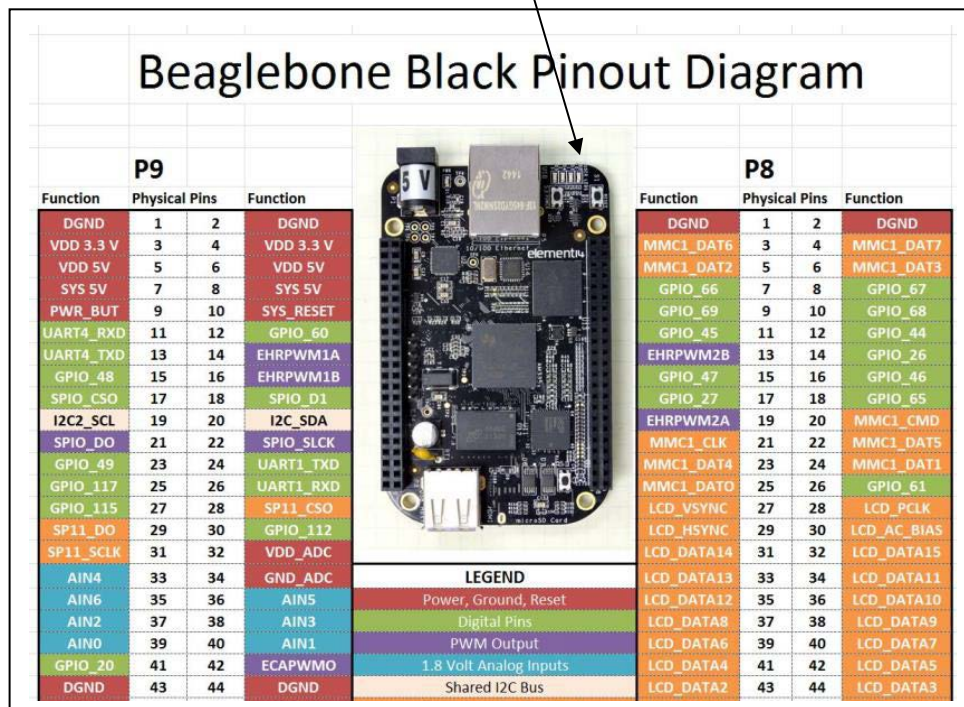 Beaglebone Black Pinout Diagram
P9
P8
Function Physical Pins Function
Function Physical Pins Function
DGND 1 2 DGND
DGND 1 2 DGND
VDD 3.3 V 3 4 VDD 3.3 V
MMC1_DAT6 3 4 MMC1_DAT7
VDD 5V 5 6 VDD 5V
MMC1_DAT2 5 6 MMC1_DAT3
SYS 5V 7 8 SYS 5V
GPIO_66 7 8 GPIO_67
PWR_BUT 9 10 SYS_RESET
GPIO_69 9 10 GPIO_68
UART4_RXD 11 12 GPIO_60
GPIO_45 11 12 GPIO_44
UART4_TXD 13 14 EHRPWM1A
EHRPWM2B 13 14 GPIO_26
GPIO_48 15 16 EHRPWM1B
GPIO_47 15 16 GPIO_46
SPIO_CSO 17 18 SPIO_D1
GPIO_27 17 18 GPIO_65
I2C2_SCL 19 20 I2C_SDA
EHRPWM2A 19 20 MMC1_CMD
SPIO_DO 21 22 SPIO_SLCK
MMC1_CLK 21 22 MMC1_DAT5
GPIO_49 23 24 UART1_TXD
MMC1_DAT4 23 24 MMC1_DAT1
GPIO_117 25 26 UART1_RXD
MMC1_DATO 25 26 GPIO_61
GPIO_115 27 28 SP11_CSO
LCD_VSYNC 27 28 LCD_PCLK
SP11_DO 29 30 GPIO_112
LCD_HSYNC 29 30 LCD_AC_BIAS
SP11_SCLK 31 32 VDD_ADC
LCD_DATA14 31 32 LCD_DATA15
AIN4 33 34 GND_ADC
LCD_DATA13 33 34 LCD_DATA11
AIN6 35 36 AIN5
LCD_DATA12 35 36 LCD_DATA10
AIN2 37 38 AIN3
LCD_DATA8 37 38 LCD_DATA9
AIN0 39 40 AIN1
LCD_DATA6 39 40 LCD_DATA7
GPIO_20 41 42 ECAPWMO
LCD_DATA4 41 42 LCD_DATA5
DGND 43 44 DGND
LCD_DATA2 43 44 LCD_DATA3
5 V
1442
10/100 Ethernet
element14
microSD Card
LEGEND
Power, Ground, Reset
Digital Pins
PWM Output
1.8 Volt Analog Inputs
Shared I2C Bus